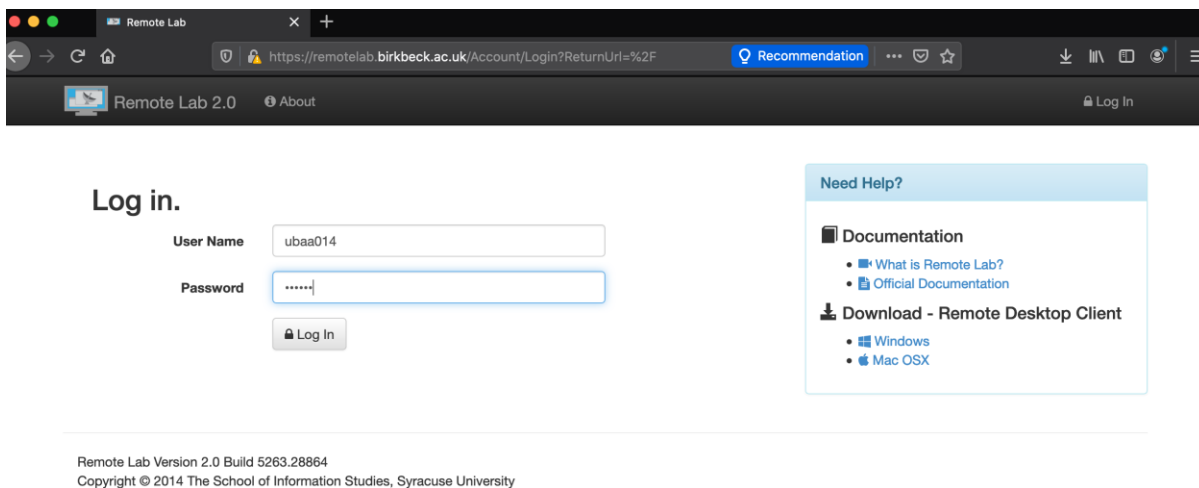 Remote Lab
https://remotelab.birkbeck.ac.uk/Account/Login?ReturnUrl=%2F
Recommendation
Remote Lab 2.0
About
Log In
Log in.
User Name
ubaa014
Password
••••••
Log In
Need Help?
Documentation
• What is Remote Lab?
• Official Documentation
Download - Remote Desktop Client
• Windows
• Mac OSX
Remote Lab Version 2.0 Build 5263.28864
Copyright © 2014 The School of Information Studies, Syracuse University